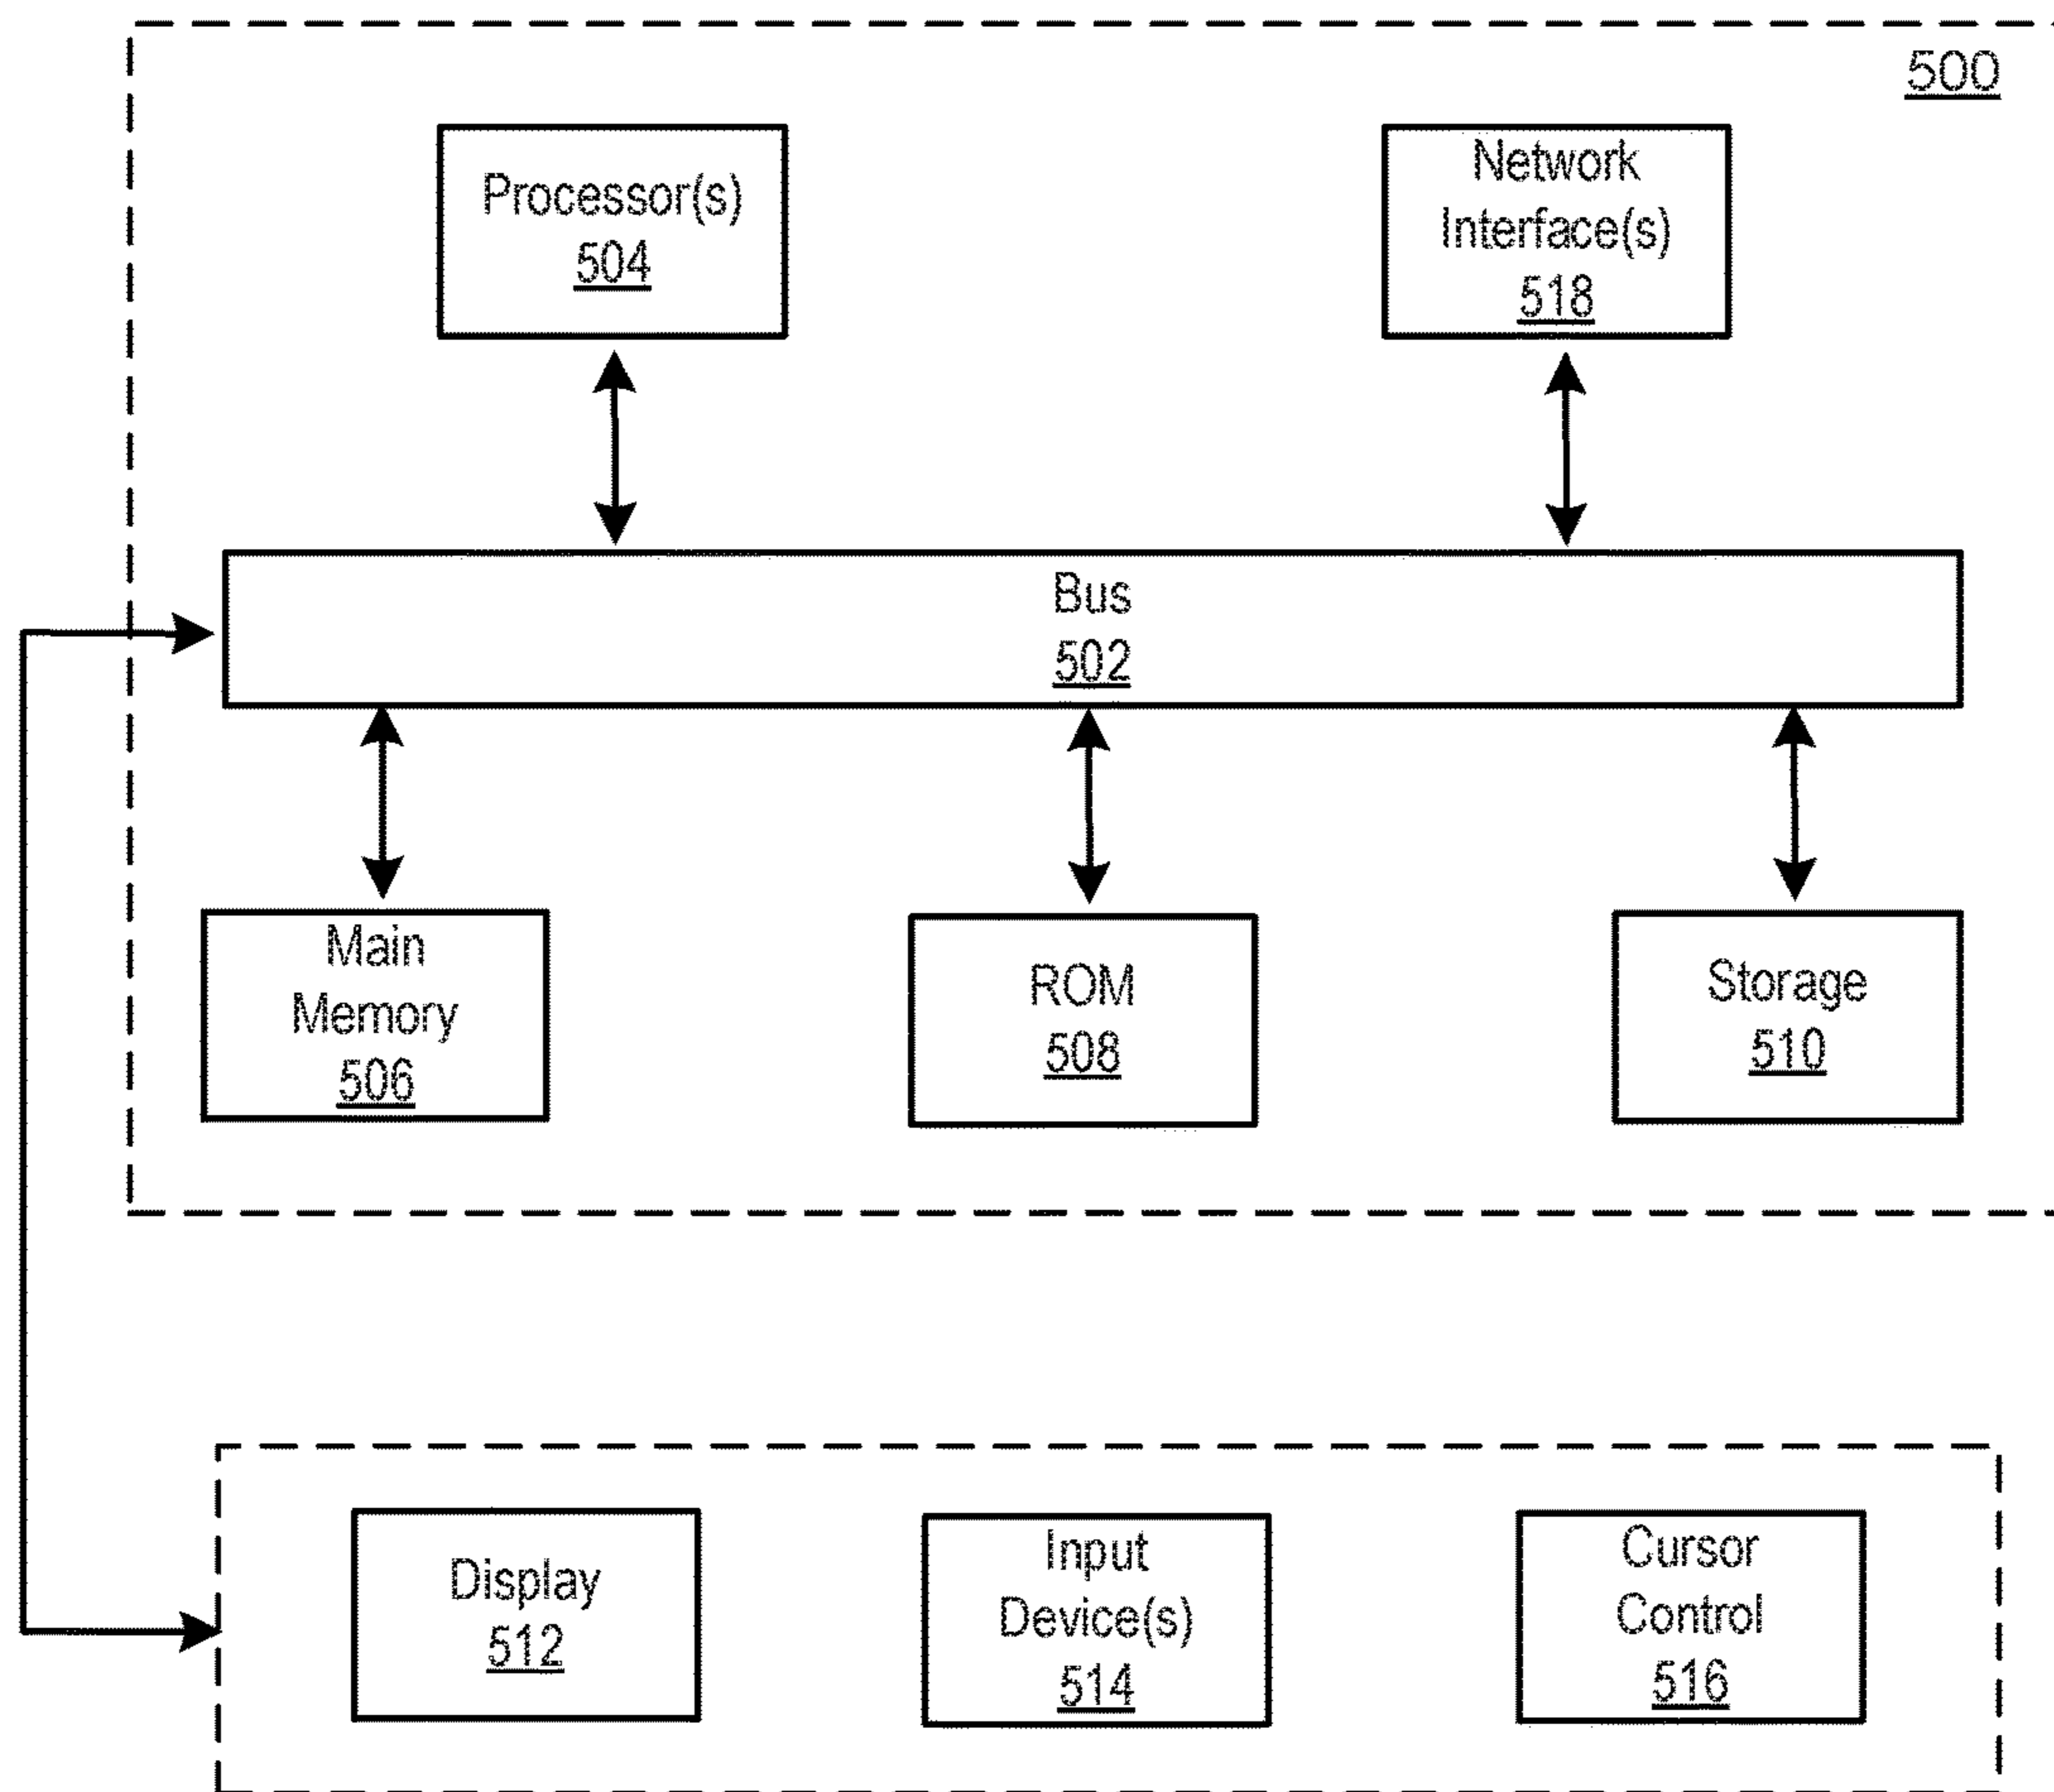 500
Processor(s)
504
Network
Interface(s)
518
Bus
502
Main
Memory
506
ROM
508
Storage
510
Display
512
Input
Device(s)
514
Cursor
Control
516